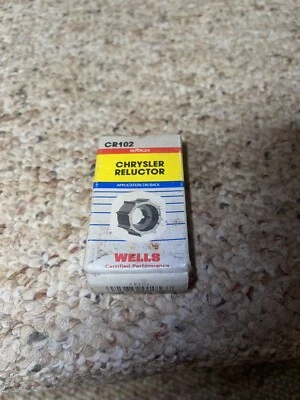 CR102
CHRYSLER
RELUCTOR
APPLICATION ON BACK
WELLS
Certified Performance